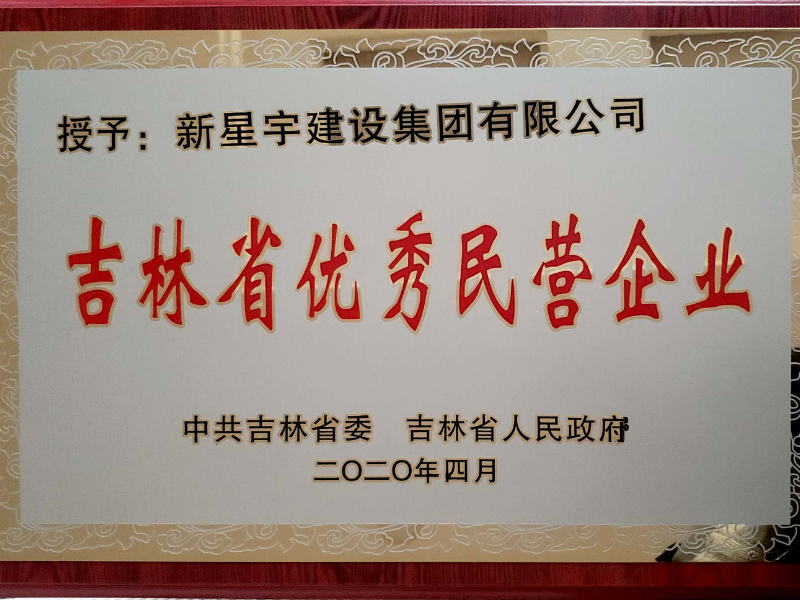 授予：新星宇建设集团有限公司
吉林省优秀民营企业
中共吉林省委　吉林省人民政府
二〇二〇年四月